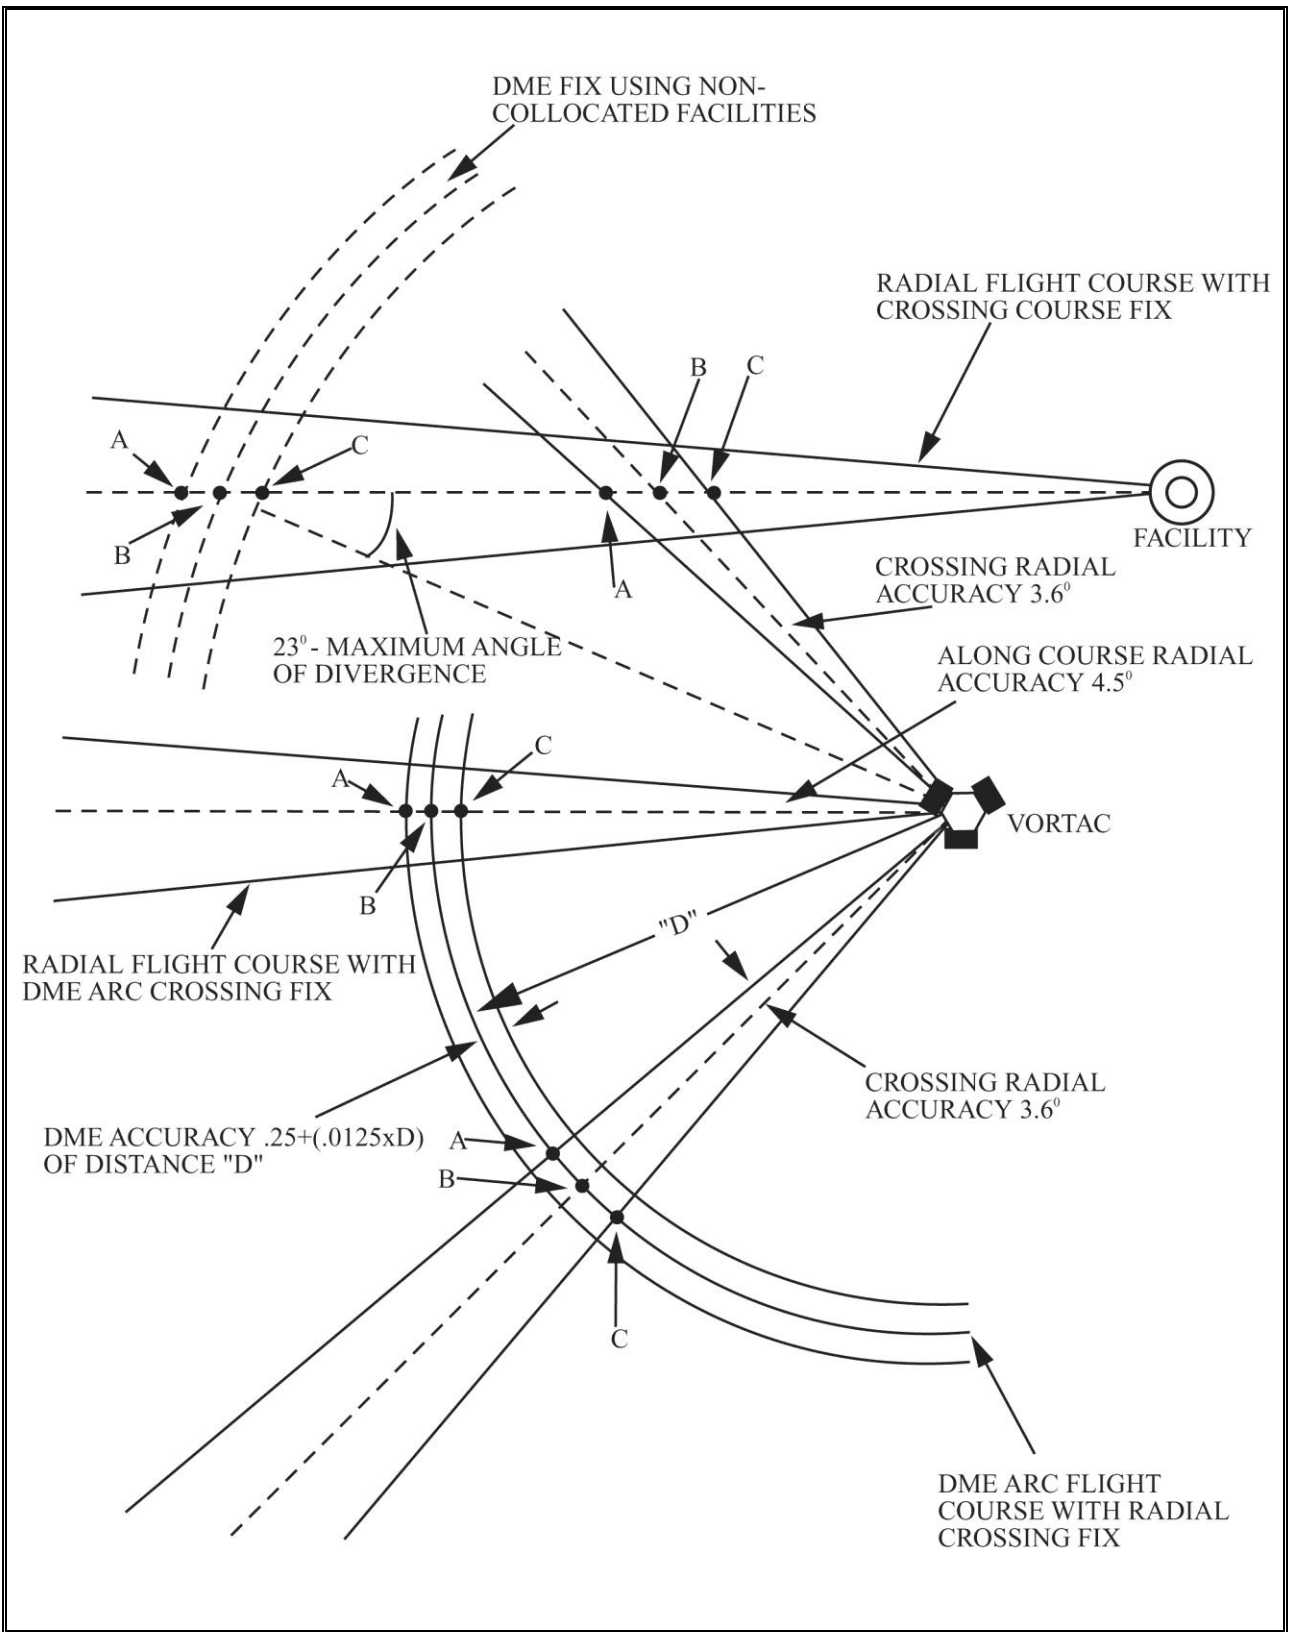 DME FIX USING NON-
COLLOCATED FACILITIES
RADIAL FLIGHT COURSE WITH
CROSSING COURSE FIX
B
C
A
C
B
A
FACILITY
CROSSING RADIAL
ACCURACY 3.6⁰
23⁰- MAXIMUM ANGLE
OF DIVERGENCE
ALONG COURSE RADIAL
ACCURACY 4.5⁰
C
A
VORTAC
B
"D"
RADIAL FLIGHT COURSE WITH
DME ARC CROSSING FIX
CROSSING RADIAL
ACCURACY 3.6⁰
DME ACCURACY .25+(.0125xD)
OF DISTANCE "D"
A
B
C
DME ARC FLIGHT
COURSE WITH RADIAL
CROSSING FIX